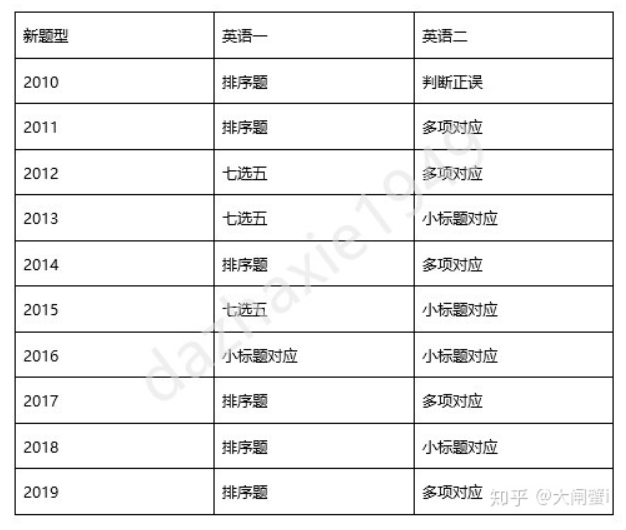 新题型 英语一 英语二
2010 排序题 判断正误
2011 排序题 多项对应
2012 七选五 多项对应
2013 七选五 小标题对应
2014 排序题 多项对应
2015 七选五 小标题对应
2016 小标题对应 小标题对应
2017 排序题 多项对应
2018 排序题 小标题对应
2019 排序题 多项对应
dazhaxie1949
知乎 @大闸蟹i